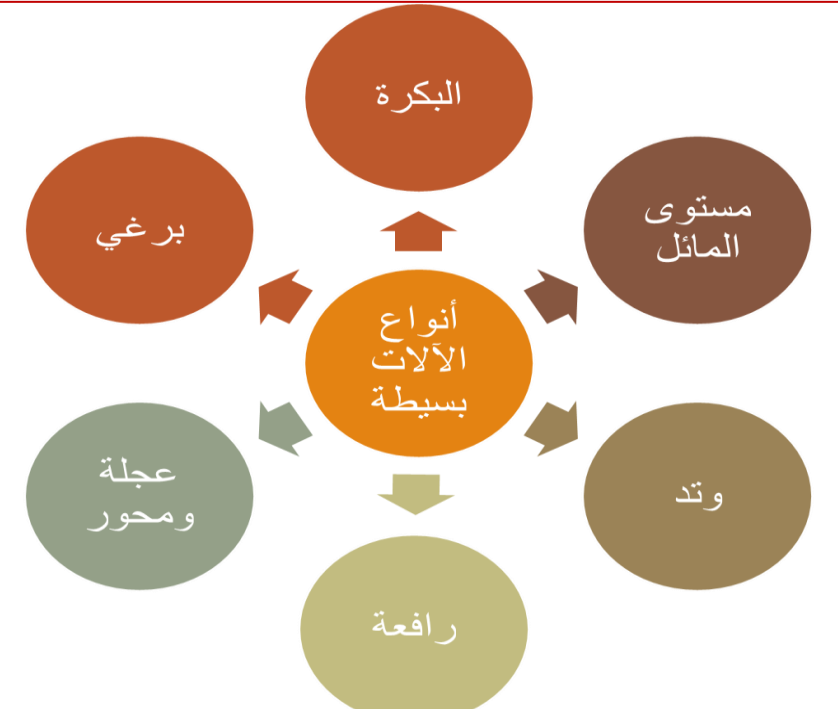 البكرة
مستوى
المائل
برغي
أنواع
الآلات
بسيطة
عجلة
ومحور
وتد
رافعة